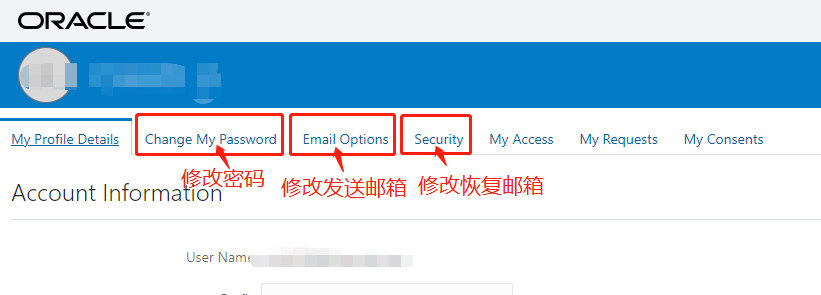 ORACLE
My Profile Details Change My Password Email Options Security My Access My Requests My Consents
修改密码 修改发送邮箱 修改恢复邮箱
Account Information
User Name